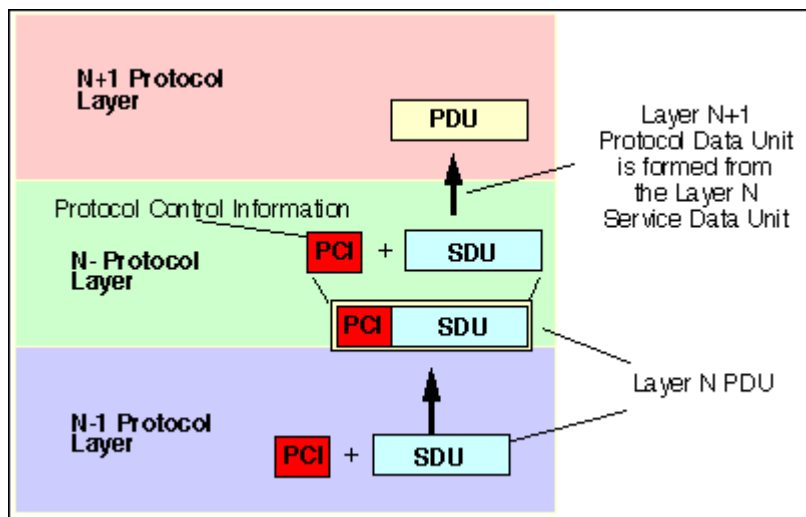 N+1 Protocol
Layer
PDU
Layer N+1
Protocol Data Unit
is formed from
the Layer N
Service Data Unit
Protocol Control Information
PCI + SDU
N- Protocol
Layer
PCI SDU
Layer N PDU
N-1 Protocol
Layer
PCI + SDU